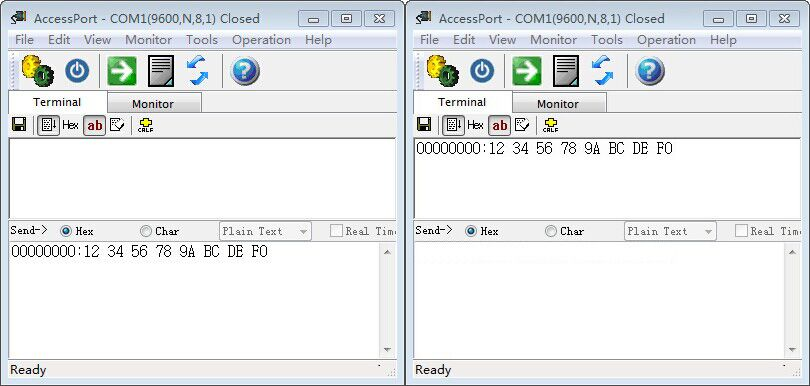 AccessPort - COM1(9600,N,8,1) Closed
File Edit View Monitor Tools Operation Help
Terminal Monitor
Hex ab CRLF
Send-> Hex Char Plain Text Real Time
00000000:12 34 56 78 9A BC DE F0
Ready
AccessPort - COM1(9600,N,8,1) Closed
File Edit View Monitor Tools Operation Help
Terminal Monitor
Hex ab CRLF
00000000:12 34 56 78 9A BC DE F0
Send-> Hex Char Plain Text Real Time
Ready